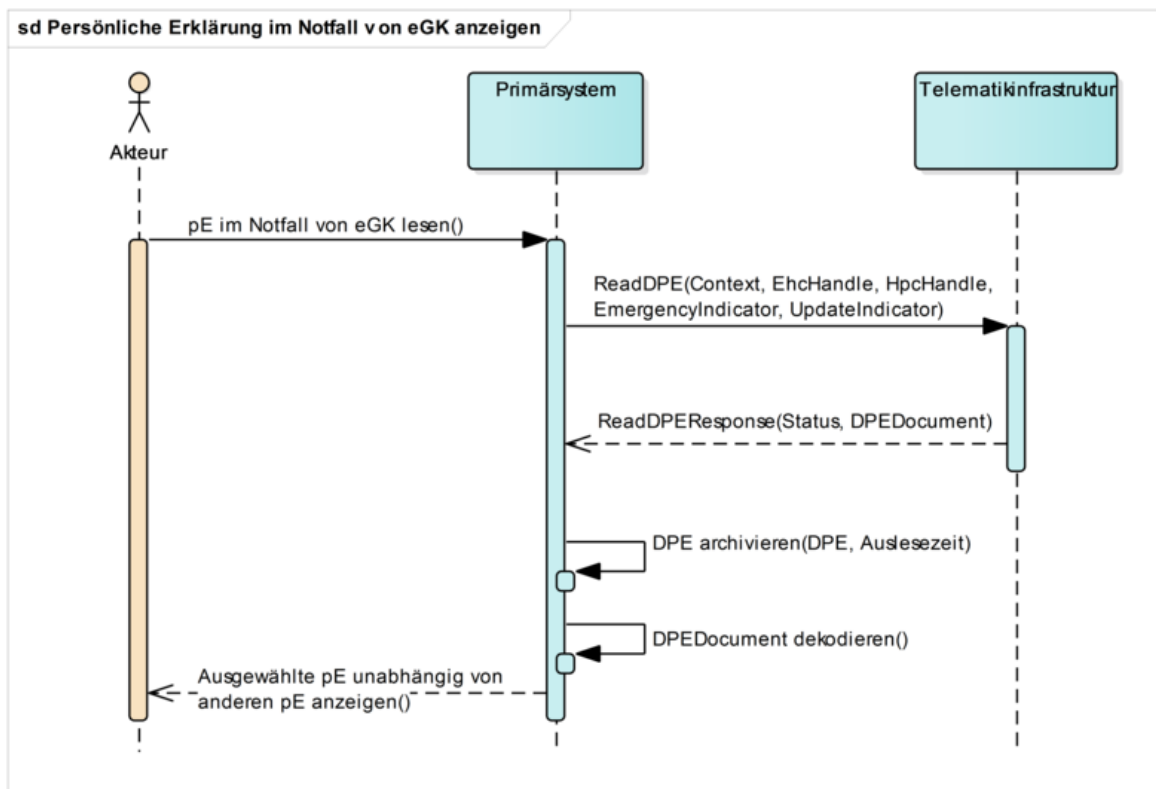 sd Persönliche Erklärung im Notfall von eGK anzeigen
Akteur
Primärsystem
Telematikinfrastruktur
pE im Notfall von eGK lesen()
ReadDPE(Context, EhcHandle, HpcHandle,
EmergencyIndicator, UpdateIndicator)
ReadDPEResponse(Status, DPEDocument)
DPE archivieren(DPE, Auslesezeit)
DPEDocument dekodieren()
Ausgewählte pE unabhängig von
anderen pE anzeigen()